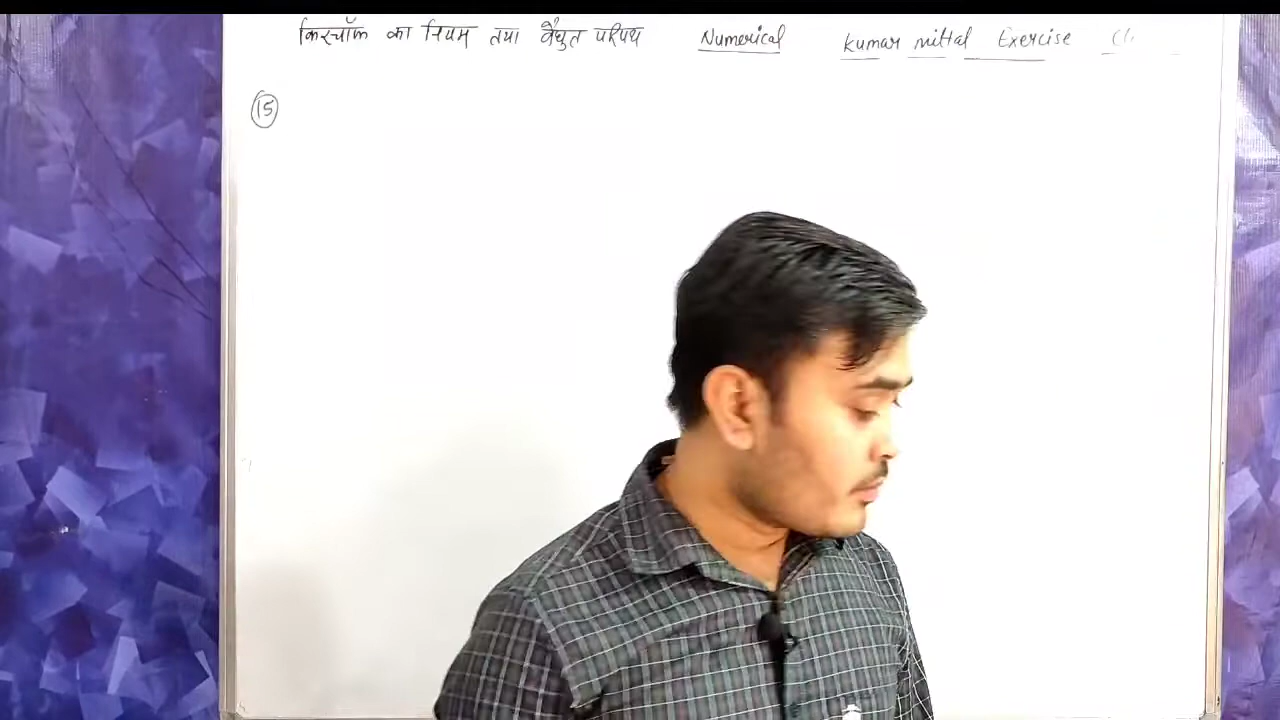 किरचॉफ का नियम तथा वैधुत परिपथ Numerical Kumar mittal Exercise
15